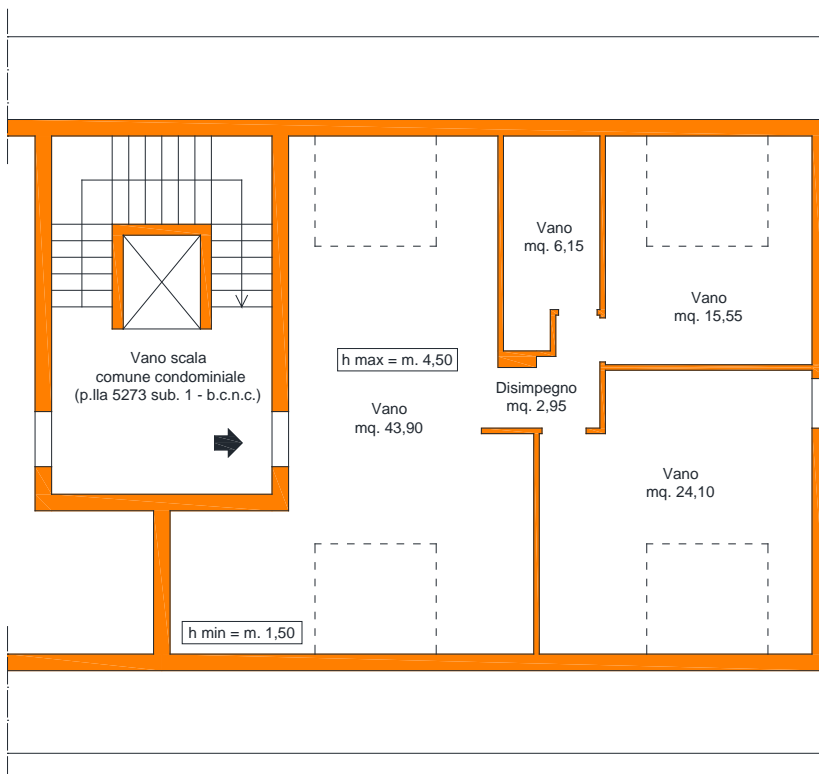 Vano
mq. 6,15
Vano
mq. 15,55
Vano scala
comune condominiale
(p.lla 5273 sub. 1 - b.c.n.c.)
h max = m. 4,50
Disimpegno
mq. 2,95
Vano
mq. 43,90
Vano
mq. 24,10
h min = m. 1,50